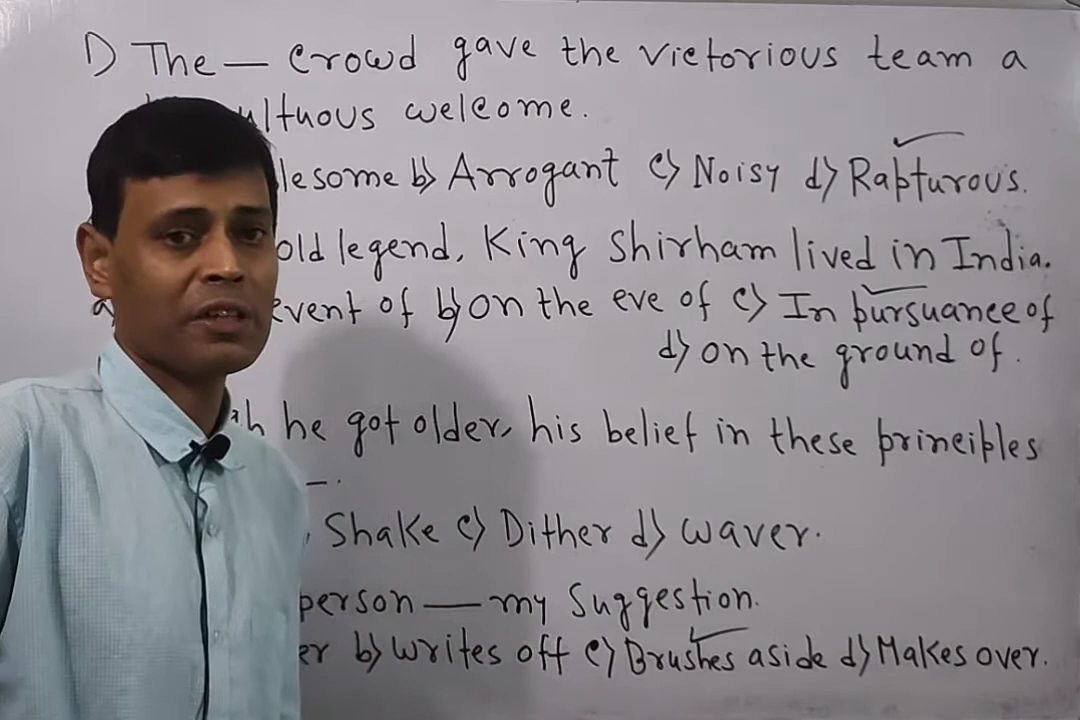 1) The — crowd gave the victorious team a
ultuous welcome.
lesome b) Arrogant c) Noisy d) Rapturous.
old legend, King Shirham lived in India.
a) event of b) on the eve of c) In pursuance of
d) on the ground of.
he got older, his belief in these principles
—.
Shake c) Dither d) waver.
person — my suggestion.
er b) writes off c) Brushes aside d) Makes over.